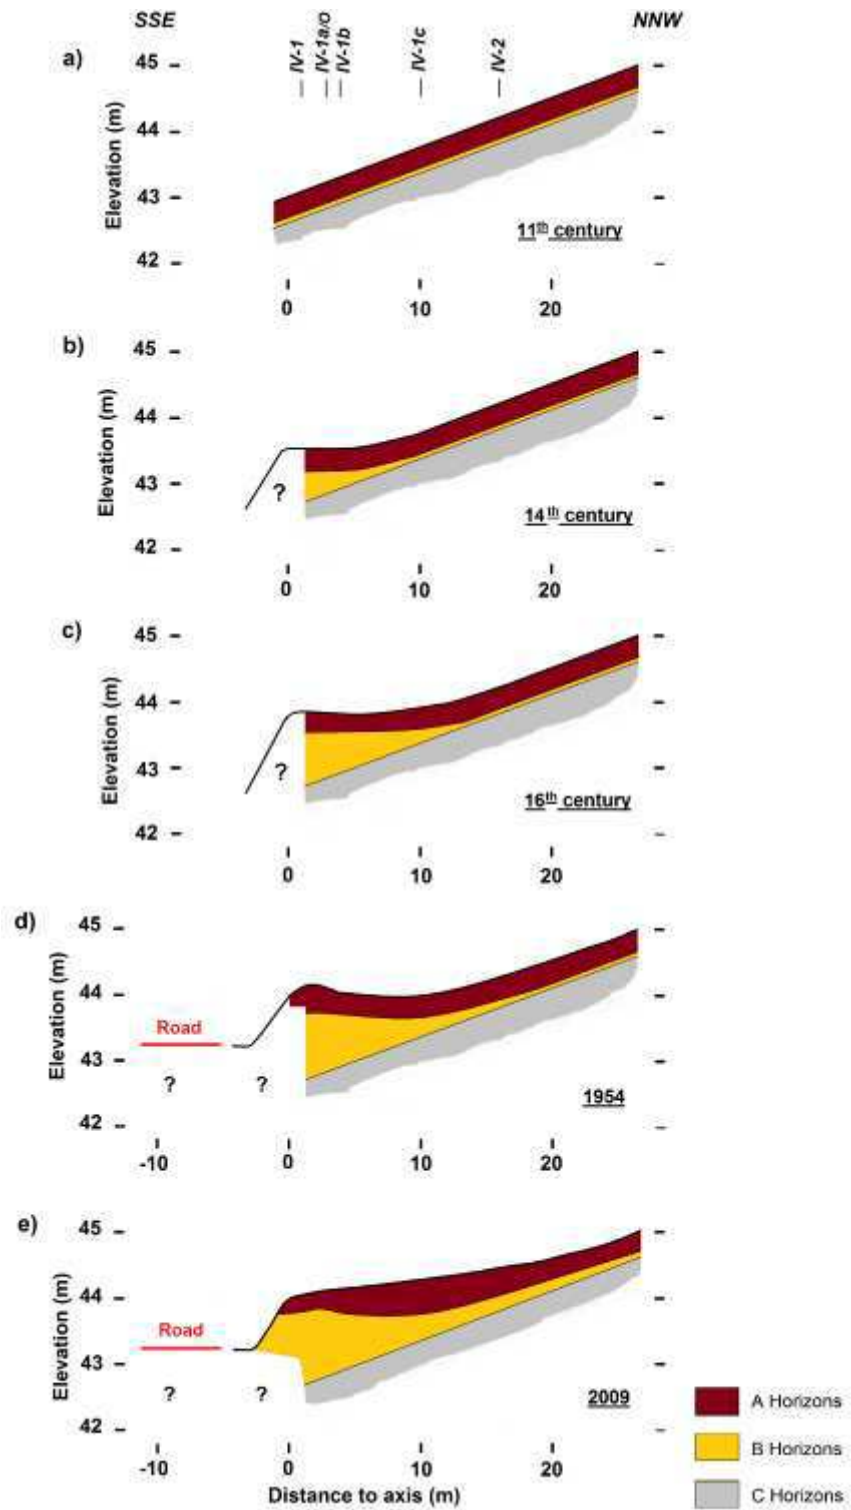 SSE NNW
IV-1 IV-1a/O IV-1b IV-1c IV-2
a) 45
44
43
42
Elevation (m)
11th century
0 10 20
b) 45
44
43
42
Elevation (m)
?
14th century
0 10 20
c) 45
44
43
42
Elevation (m)
?
16th century
0 10 20
d) 45
44
43
42
Elevation (m)
Road
? ?
1954
-10 0 10 20
e) 45
44
43
42
Elevation (m)
Road
? ?
2009
-10 0 10 20
Distance to axis (m)
A Horizons
B Horizons
C Horizons